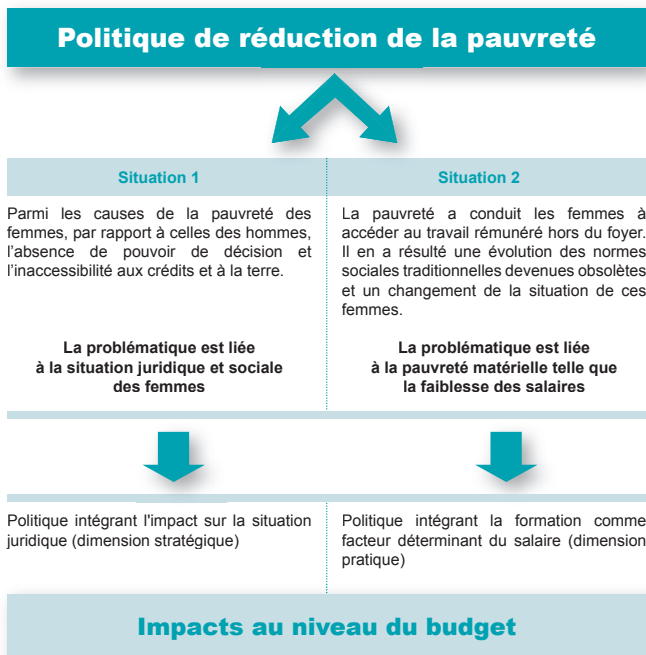 Politique de réduction de la pauvreté
Situation 1
Parmi les causes de la pauvreté des
femmes, par rapport à celles des hommes,
l'absence de pouvoir de décision et
l'inaccessibilité aux crédits et à la terre.
La problématique est liée
à la situation juridique et sociale
des femmes
Situation 2
La pauvreté a conduit les femmes à
accéder au travail rémunéré hors du foyer.
Il en a résulté une évolution des normes
sociales traditionnelles devenues obsolètes
et un changement de la situation de ces
femmes.
La problématique est liée
à la pauvreté matérielle telle que
la faiblesse des salaires
Politique intégrant l'impact sur la situation
juridique (dimension stratégique)
Politique intégrant la formation comme
facteur déterminant du salaire (dimension
pratique)
Impacts au niveau du budget